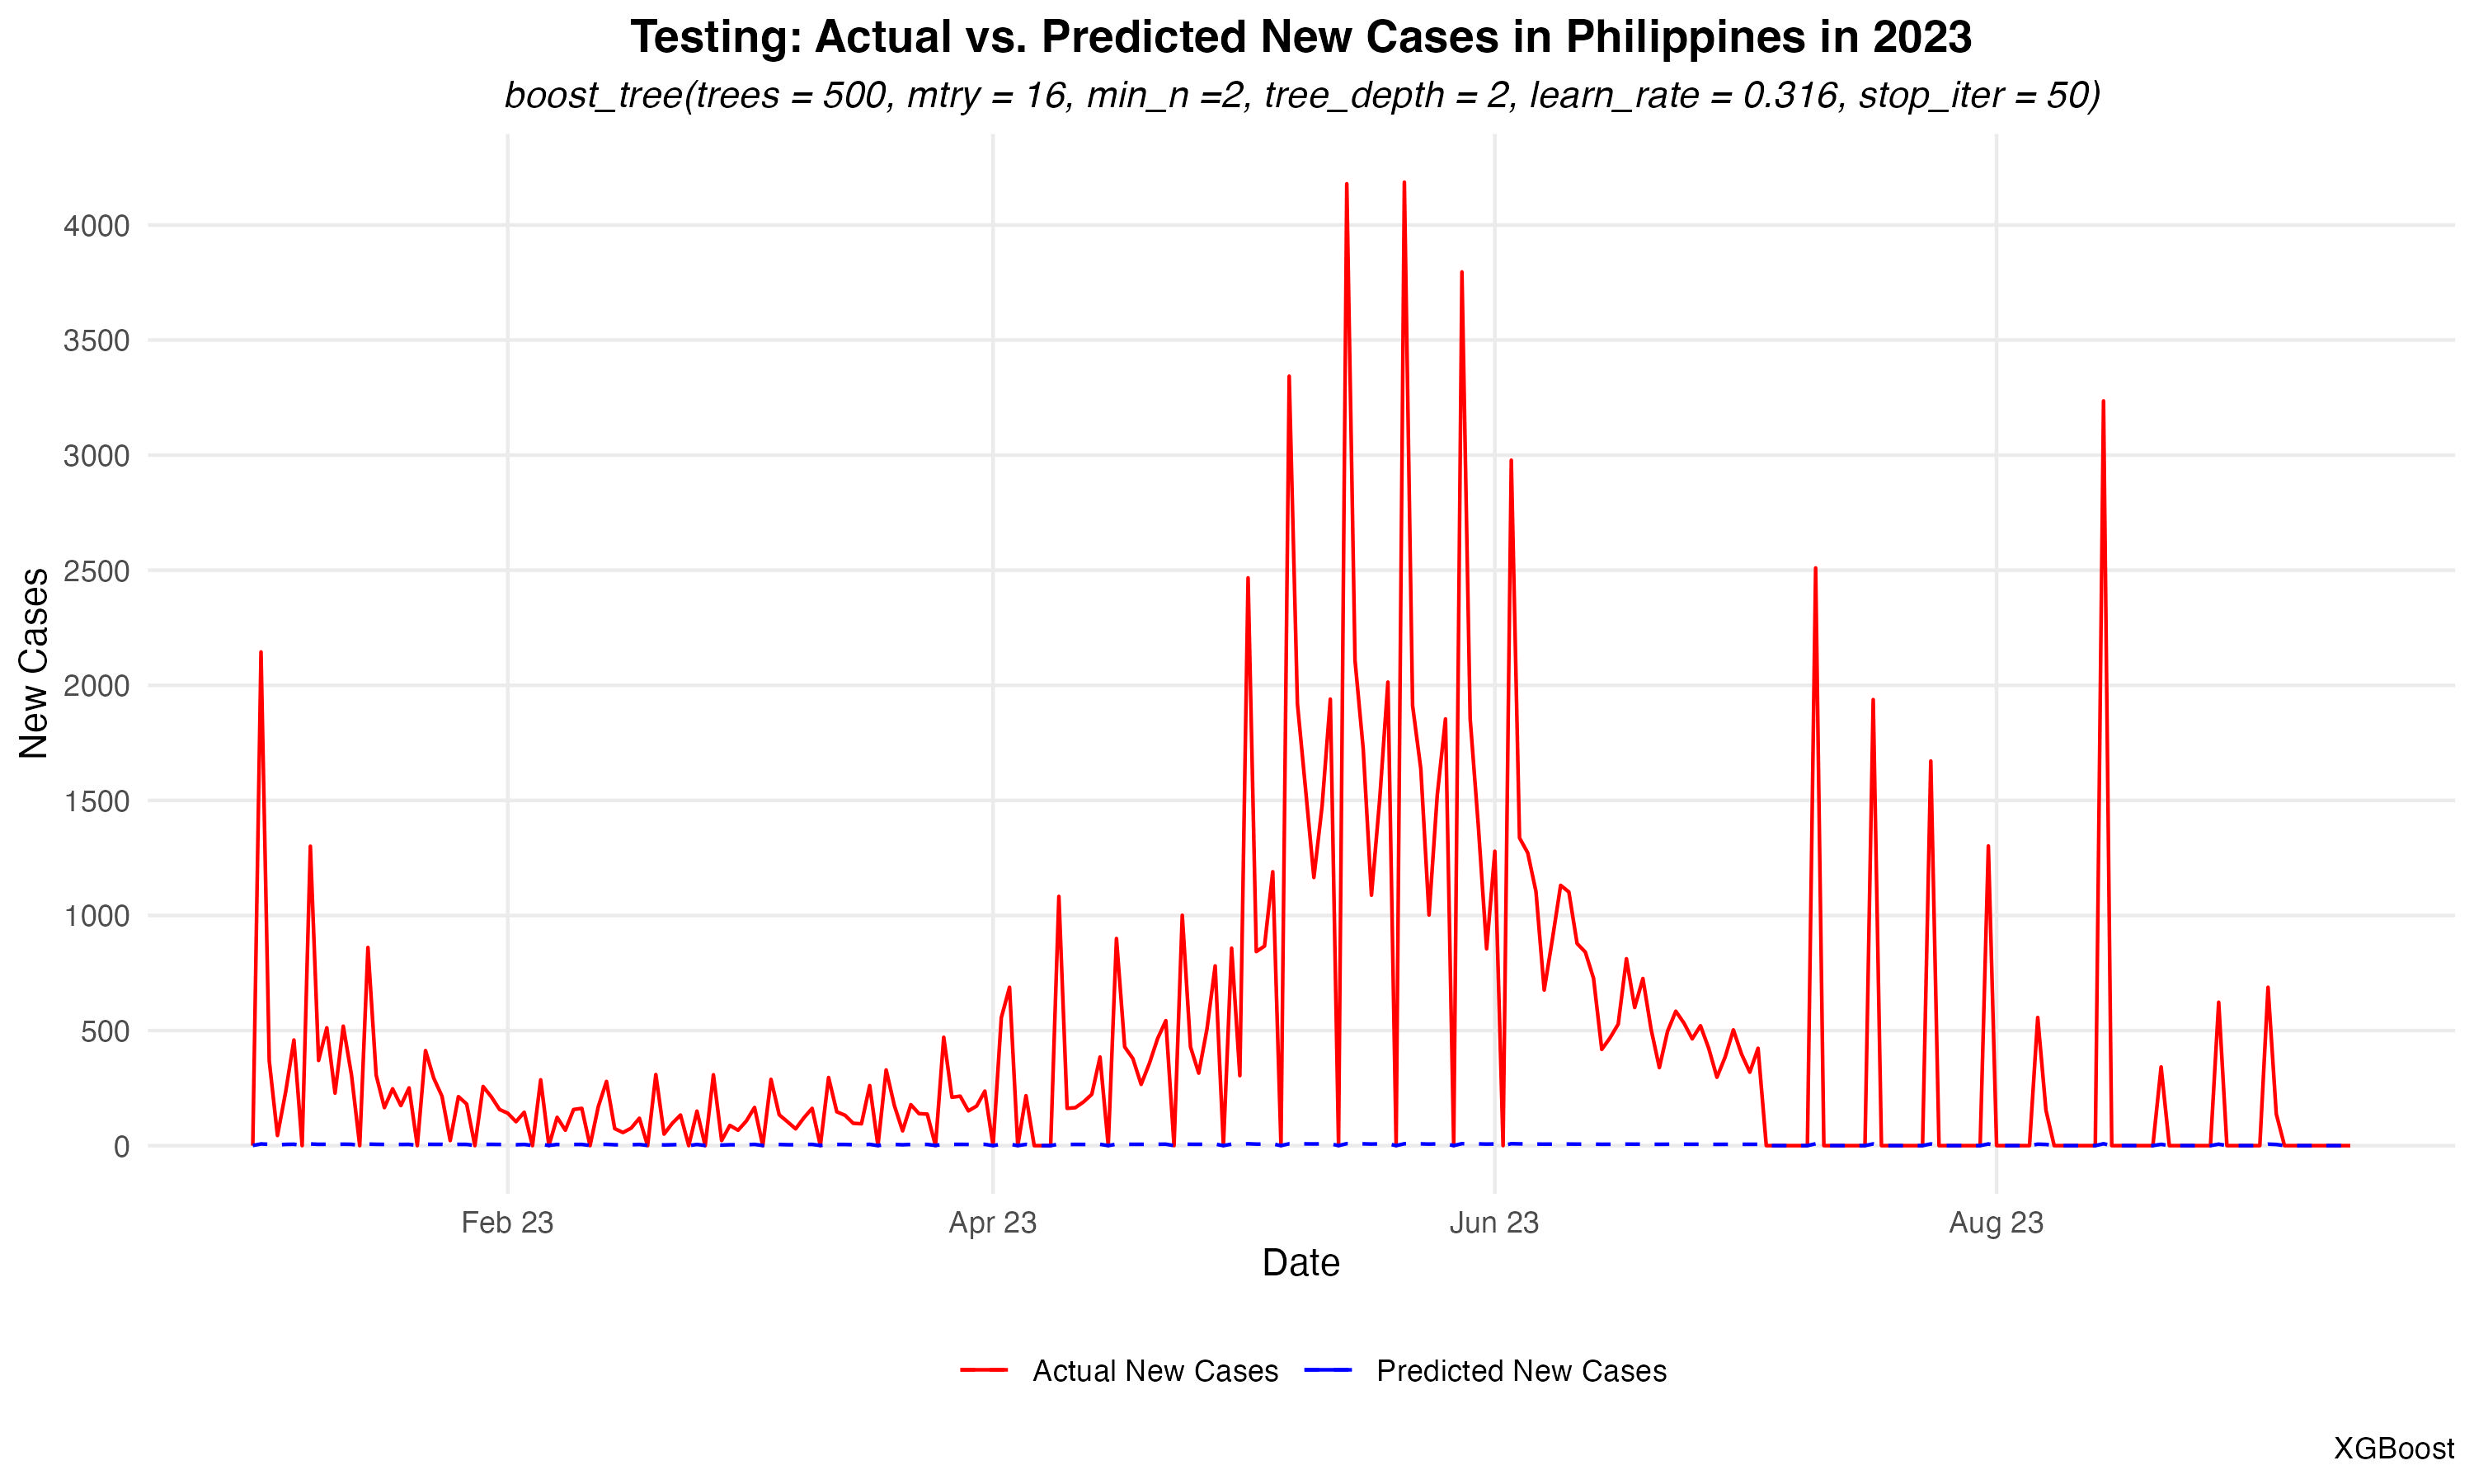 Testing: Actual vs. Predicted New Cases in Philippines in 2023
boost_tree(trees = 500, mtry = 16, min_n =2, tree_depth = 2, learn_rate = 0.316, stop_iter = 50)
New Cases
4000
3500
3000
2500
2000
1500
1000
500
0
Feb 23 Apr 23 Jun 23 Aug 23
Date
Actual New Cases Predicted New Cases
XGBoost